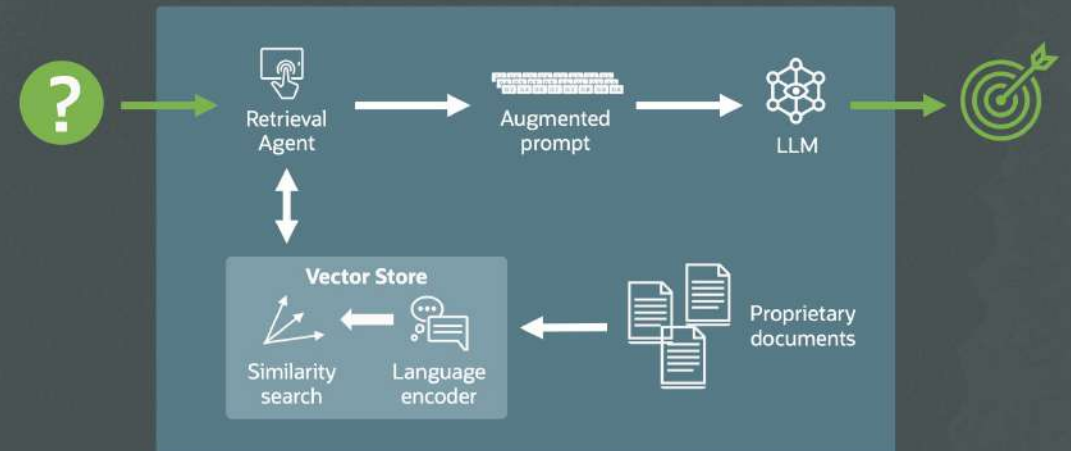 ?
Retrieval
Agent
Augmented
prompt
LLM
Vector Store
Similarity
search
Language
encoder
Proprietary
documents